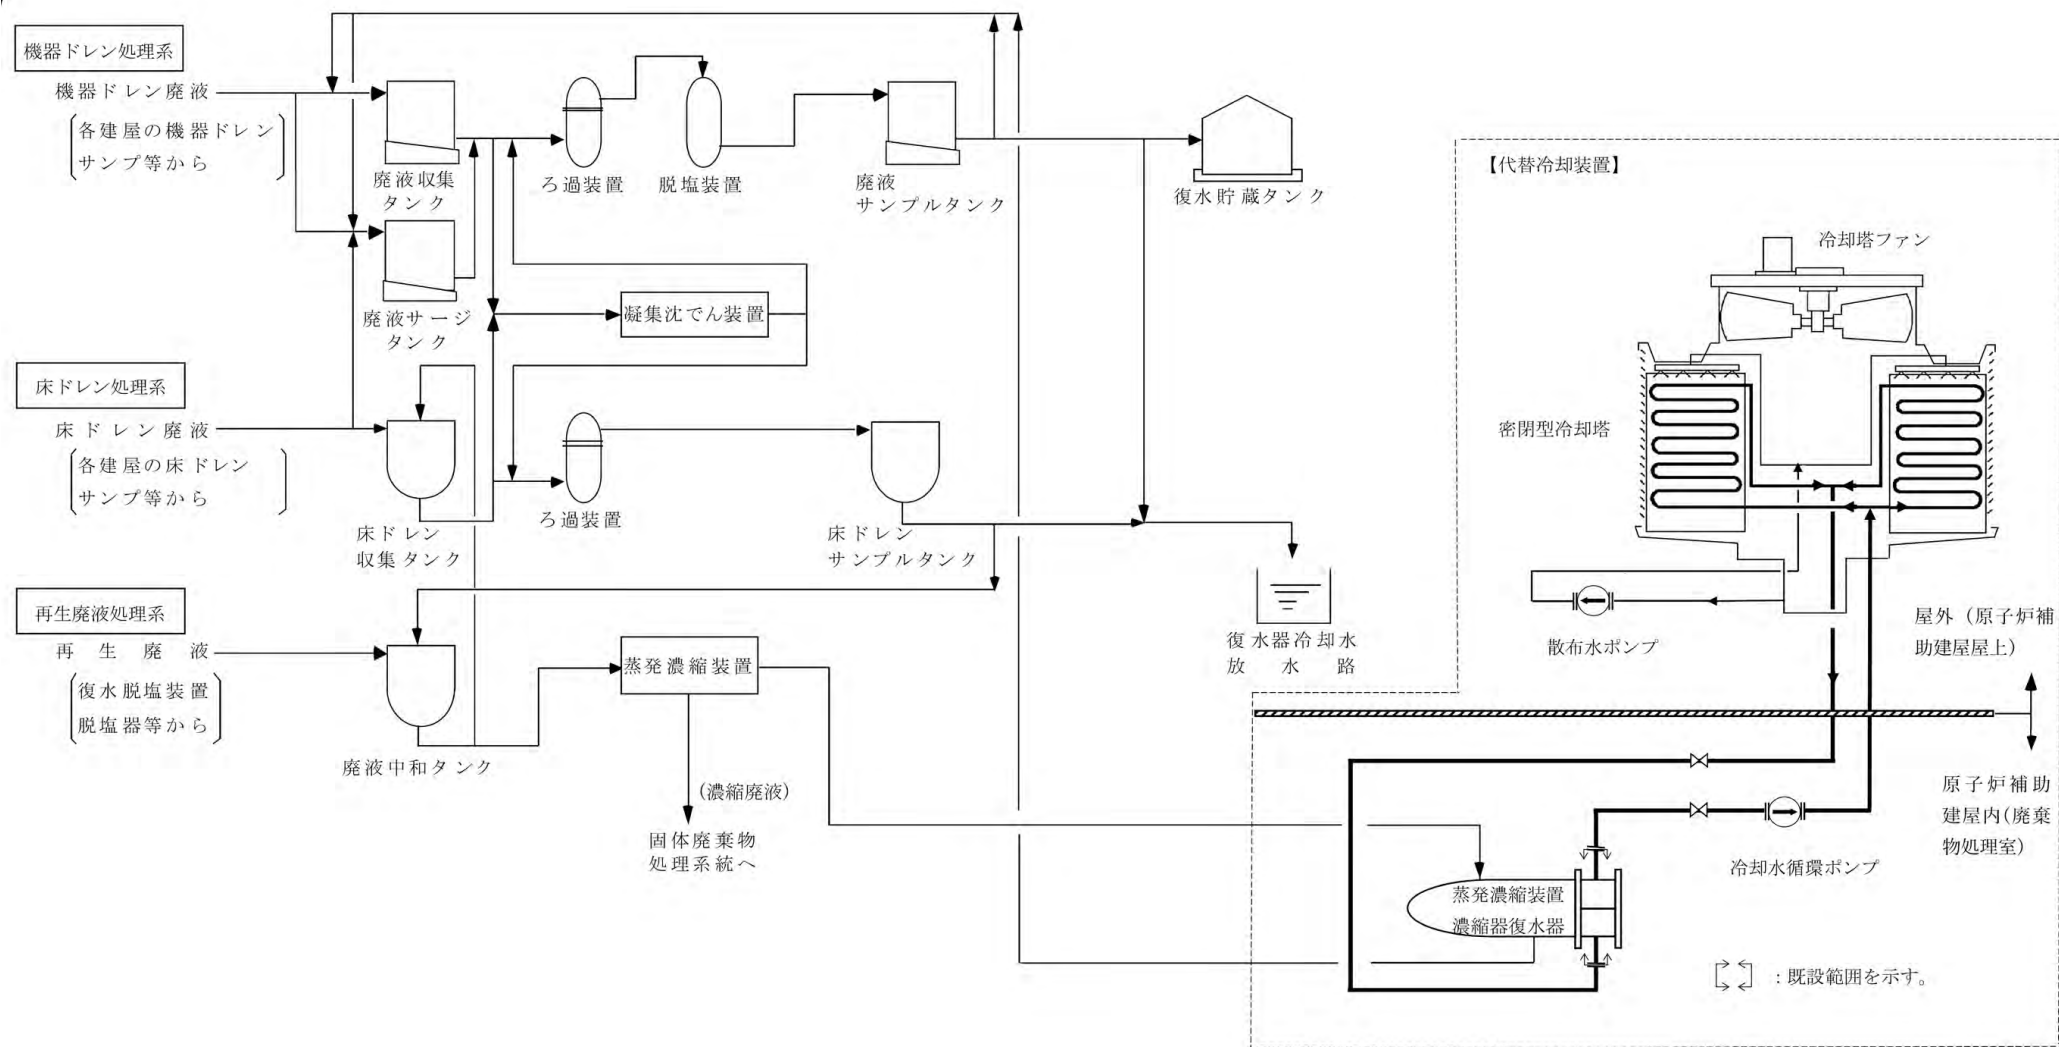 機器ドレン処理系
機器ドレン廃液
各建屋の機器ドレン
サンプ等から
廃液収集
タンク
ろ過装置
脱塩装置
廃液
サンプルタンク
復水貯蔵タンク
廃液サージ
タンク
凝集沈でん装置
床ドレン処理系
床ドレン廃液
各建屋の床ドレン
サンプ等から
床ドレン
収集タンク
ろ過装置
床ドレン
サンプルタンク
復水器冷却水
放水路
再生廃液処理系
再生廃液
復水脱塩装置
脱塩器等から
廃液中和タンク
蒸発濃縮装置
(濃縮廃液)
固体廃棄物
処理系統へ
【代替冷却装置】
冷却塔ファン
密閉型冷却塔
散布水ポンプ
屋外(原子炉補
助建屋屋上)
原子炉補助
建屋内(廃棄
物処理室)
冷却水循環ポンプ
蒸発濃縮装置
濃縮器復水器
:既設範囲を示す。